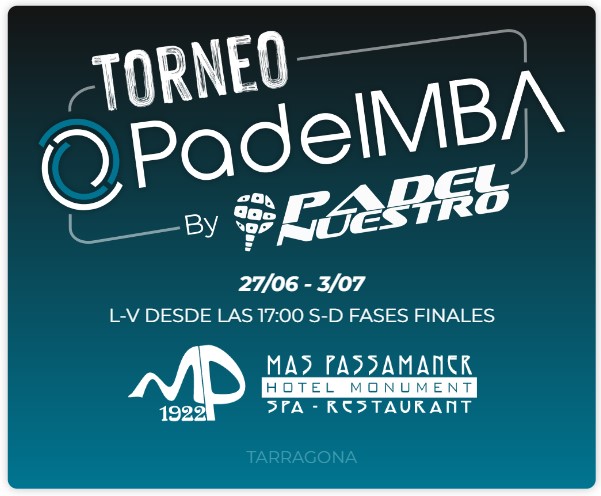 TORNEO
PadelMBA
By PADEL
NUESTRO
27/06 - 3/07
L-V DESDE LAS 17:00 S-D FASES FINALES
MP
1922
MAS PASSAMANER
HOTEL MONUMENT
SPA - RESTAURANT
TARRAGONA